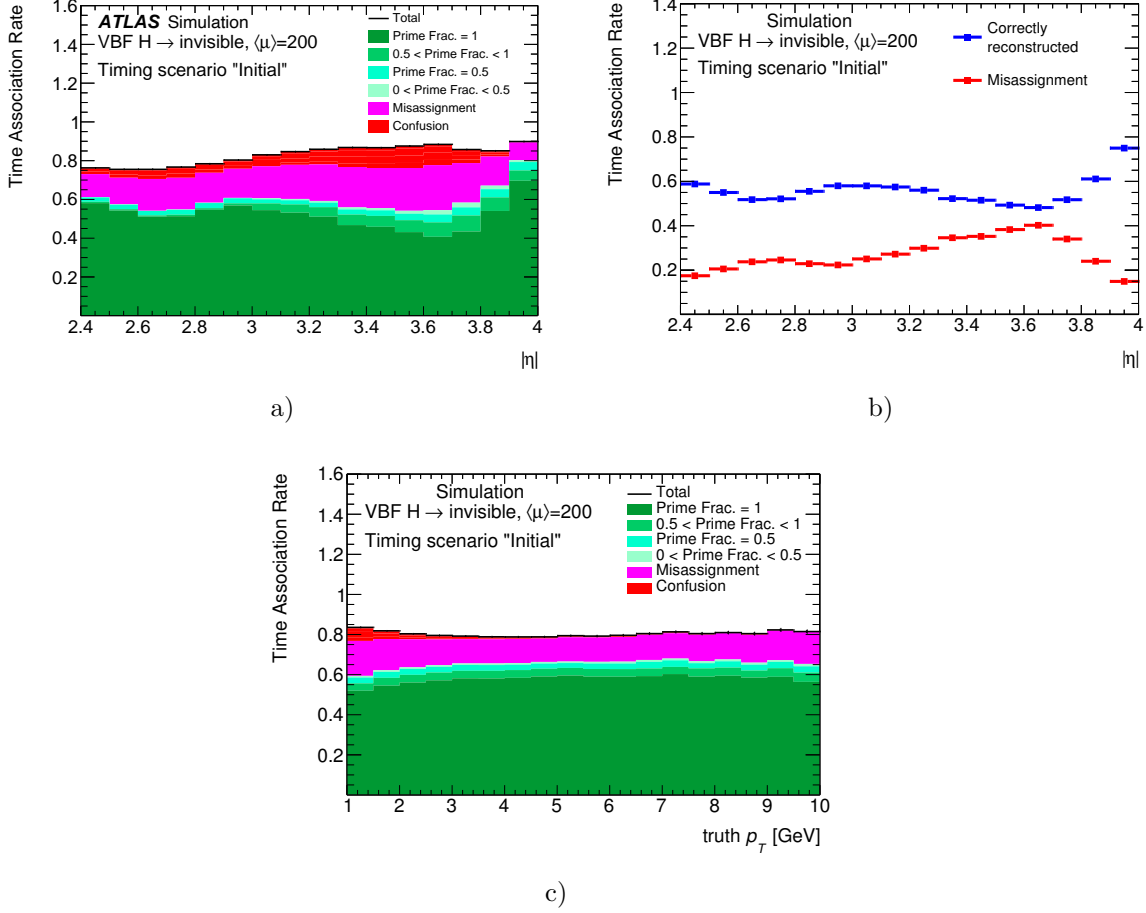 ATLAS Simulation
VBF H → invisible, ⟨μ⟩=200
Timing scenario "Initial"
Total
Prime Frac. = 1
0.5 < Prime Frac. < 1
Prime Frac. = 0.5
0 < Prime Frac. < 0.5
Misassignment
Confusion
Time Association Rate
1.6
1.4
1.2
1
0.8
0.6
0.4
0.2
2.4 2.6 2.8 3 3.2 3.4 3.6 3.8 4
|η|
a)
Simulation
VBF H → invisible, ⟨μ⟩=200
Timing scenario "Initial"
Correctly
reconstructed
Misassignment
Time Association Rate
1.4
1.2
1
0.8
0.6
0.4
0.2
2.4 2.6 2.8 3 3.2 3.4 3.6 3.8 4
|η|
b)
Simulation
VBF H → invisible, ⟨μ⟩=200
Timing scenario "Initial"
Total
Prime Frac. = 1
0.5 < Prime Frac. < 1
Prime Frac. = 0.5
0 < Prime Frac. < 0.5
Misassignment
Confusion
Time Association Rate
1.6
1.4
1.2
1
0.8
0.6
0.4
0.2
1 2 3 4 5 6 7 8 9 10
truth p_T [GeV]
c)